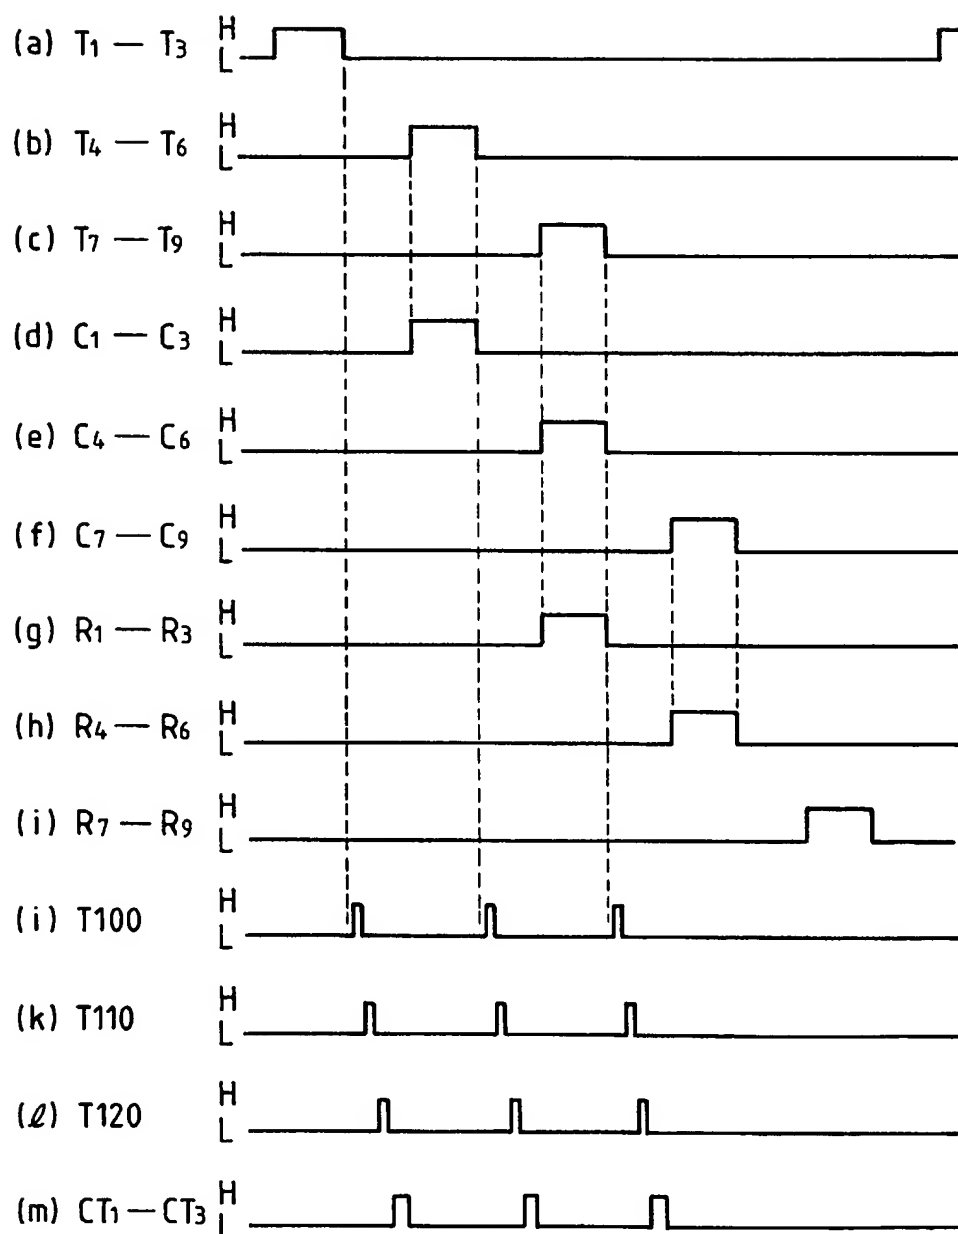 (a) T1 — T3 H L
(b) T4 — T6 H L
(c) T7 — T9 H L
(d) C1 — C3 H L
(e) C4 — C6 H L
(f) C7 — C9 H L
(g) R1 — R3 H L
(h) R4 — R6 H L
(i) R7 — R9 H L
(i) T100 H L
(k) T110 H L
(ℓ) T120 H L
(m) CT1 — CT3 H L